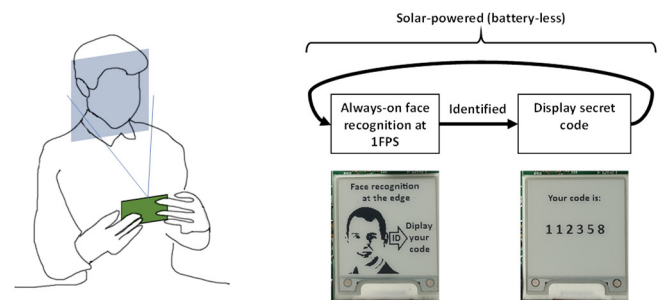 Solar-powered (battery-less)
Always-on face
recognition at
1FPS
Identified
Display secret
code
Face recognition
at the edge
ID
Diplay
your
code
Your code is:
112358